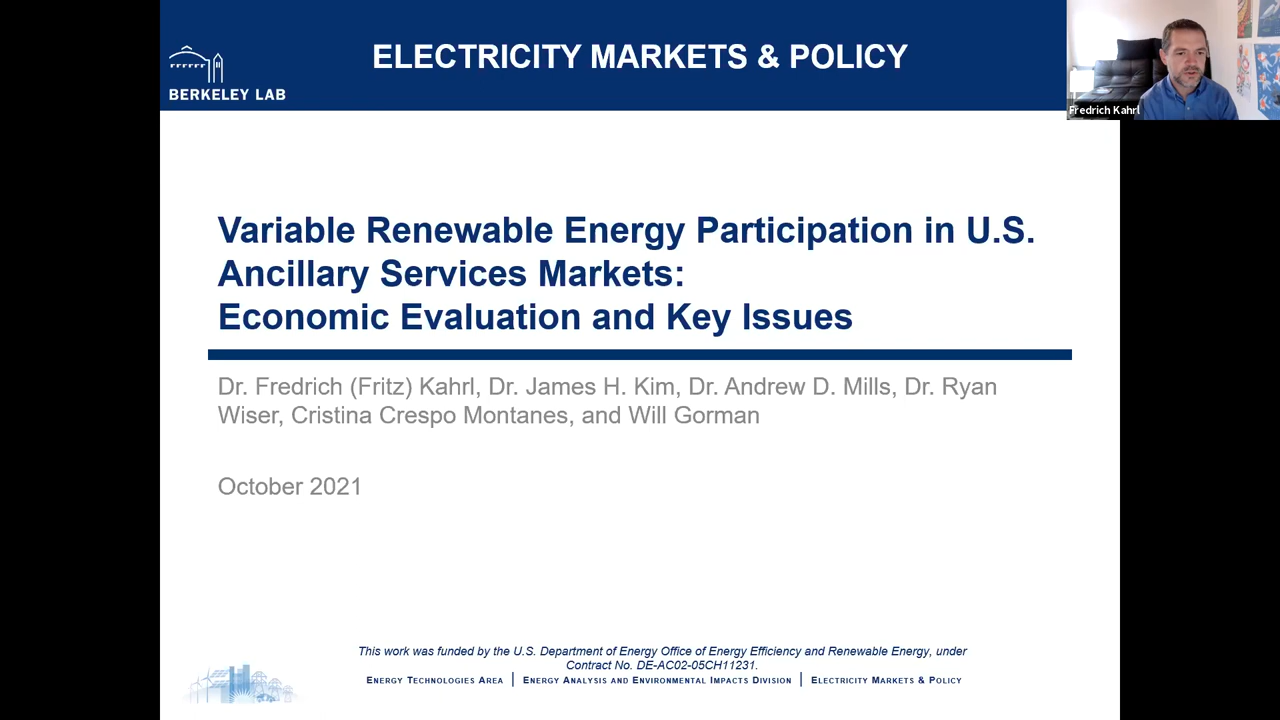 ELECTRICITY MARKETS & POLICY
BERKELEY LAB
Fredrich Kahrl
Variable Renewable Energy Participation in U.S.
Ancillary Services Markets:
Economic Evaluation and Key Issues
Dr. Fredrich (Fritz) Kahrl, Dr. James H. Kim, Dr. Andrew D. Mills, Dr. Ryan
Wiser, Cristina Crespo Montanes, and Will Gorman
October 2021
This work was funded by the U.S. Department of Energy Office of Energy Efficiency and Renewable Energy, under
Contract No. DE-AC02-05CH11231.
ENERGY TECHNOLOGIES AREA | ENERGY ANALYSIS AND ENVIRONMENTAL IMPACTS DIVISION | ELECTRICITY MARKETS & POLICY